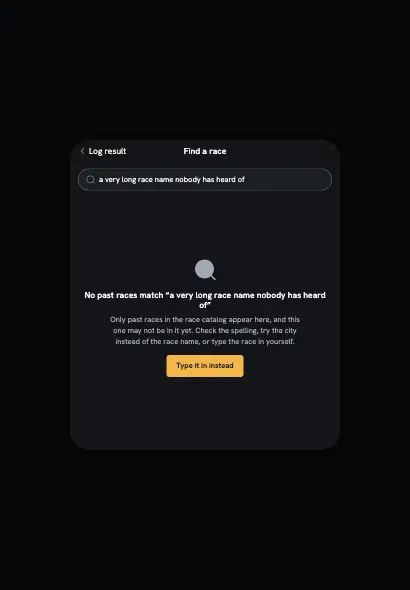 Log result
Find a race
a very long race name nobody has heard of
No past races match “a very long race name nobody has heard
of”
Only past races in the race catalog appear here, and this
one may not be in it yet. Check the spelling, try the city
instead of the race name, or type the race in yourself.
Type it in instead